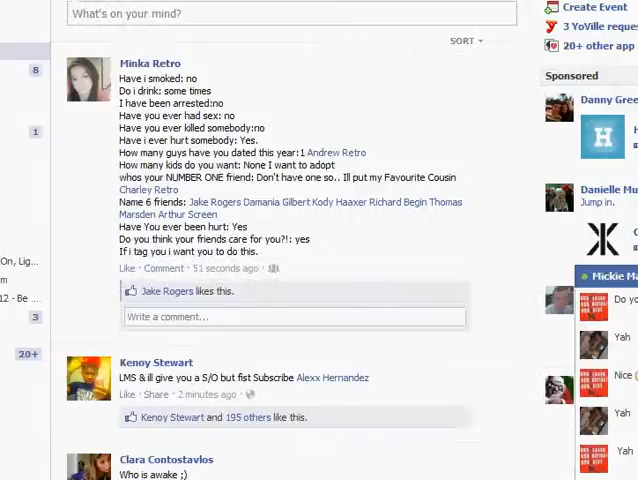 What's on your mind?
SORT
Create Event
3 YoVille reque
20+ other app
8
1
On, Lig...
m
12 - Be ...
3
20+
Minka Retro
Have i smoked: no
Do i drink: some times
I have been arrested:no
Have you ever had sex: no
Have you ever killed somebody:no
Have i ever hurt somebody: Yes.
How many guys have you dated this year:1 Andrew Retro
How many kids do you want: None I want to adopt
whos your NUMBER ONE friend: Don't have one so.. Ill put my Favourite Cousin
Charley Retro
Name 6 friends: Jake Rogers Damania Gilbert Kody Haaxer Richard Begin Thomas
Marsden Arthur Screen
Have You ever been hurt: Yes
Do you think your friends care for you?!: yes
If i tag you i want you to do this.
Like · Comment · 51 seconds ago ·
Jake Rogers likes this.
Write a comment...
Kenoy Stewart
LMS & ill give you a S/O but fist Subscribe Alexx Hernandez
Like · Share · 2 minutes ago ·
Kenoy Stewart and 195 others like this.
Clara Contostavlos
Who is awake ;)
Sponsored
Danny Gree
H
Danielle Mu
Jump in.
Mickie Ma
Do yo
Yah
Nice
Yah
Yah